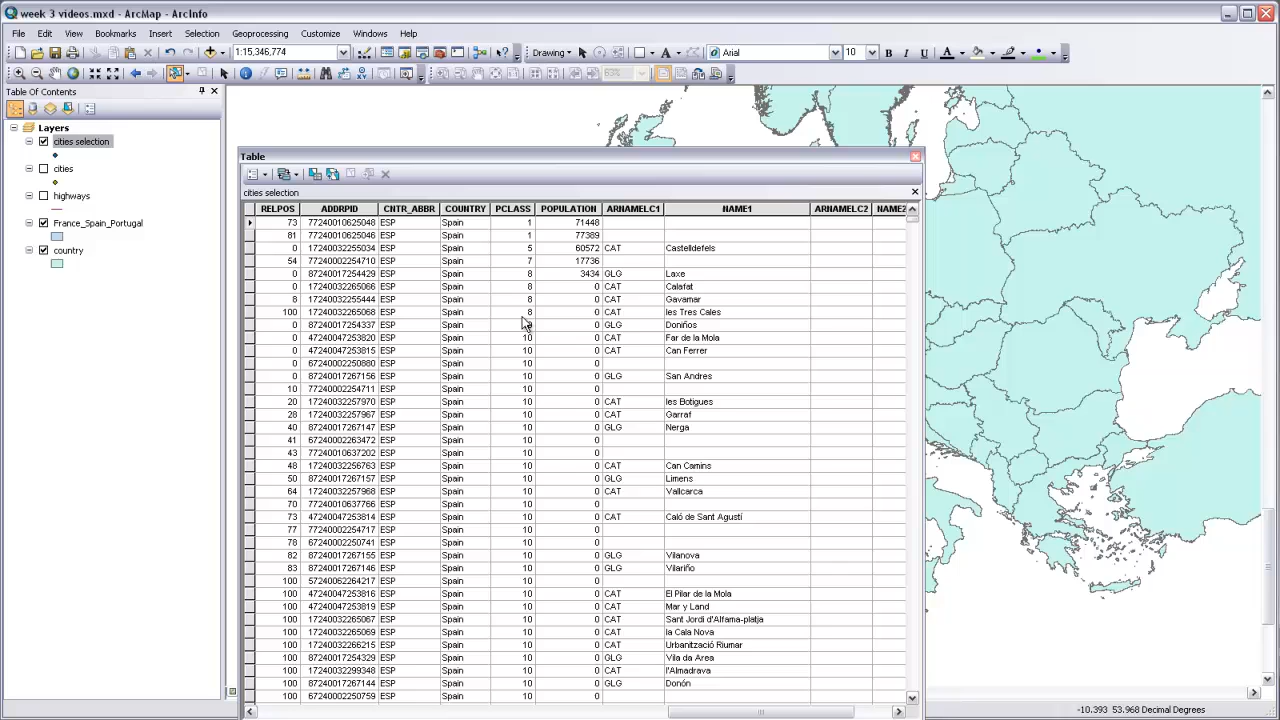 week 3 videos.mxd - ArcMap - ArcInfo
File Edit View Bookmarks Insert Selection Geoprocessing Customize Windows Help
1:15,346,774 Drawing Arial 10 B I U A
63%
Table Of Contents
Layers
cities selection
cities
highways
France_Spain_Portugal
country
Table
cities selection
RELPOS ADDRPID CNTR_ABBR COUNTRY PCLASS POPULATION ARNAMELC1 NAME1 ARNAMELC2 NAME2
73 77240010625048 ESP Spain 1 71448
81 77240010625046 ESP Spain 1 77389
0 17240032255034 ESP Spain 5 60572 CAT Castelldefels
54 77240002254710 ESP Spain 7 17736
0 87240017254429 ESP Spain 8 3434 GLG Laxe
0 17240032265066 ESP Spain 8 0 CAT Calafat
8 17240032255444 ESP Spain 8 0 CAT Gavamar
100 17240032265068 ESP Spain 8 0 CAT les Tres Cales
0 87240017254337 ESP Spain 0 GLG Doniños
0 47240047253820 ESP Spain 10 0 CAT Far de la Mola
0 47240047253815 ESP Spain 10 0 CAT Can Ferrer
0 67240002250880 ESP Spain 10 0
0 87240017267156 ESP Spain 10 0 GLG San Andres
10 77240002254711 ESP Spain 10 0
20 17240032257970 ESP Spain 10 0 CAT les Botigues
28 17240032257967 ESP Spain 10 0 CAT Garraf
40 87240017267147 ESP Spain 10 0 GLG Nerga
41 67240002263472 ESP Spain 10 0
43 77240010637202 ESP Spain 10 0
48 17240032256763 ESP Spain 10 0 CAT Can Camins
50 87240017267157 ESP Spain 10 0 GLG Limens
64 17240032257968 ESP Spain 10 0 CAT Vallcarca
70 77240010637766 ESP Spain 10 0
73 47240047253814 ESP Spain 10 0 CAT Caló de Sant Agustí
77 77240002254717 ESP Spain 10 0
78 67240002250741 ESP Spain 10 0
82 87240017267155 ESP Spain 10 0 GLG Vilanova
83 87240017267146 ESP Spain 10 0 GLG Vilariño
100 57240062264217 ESP Spain 10 0
100 47240047253816 ESP Spain 10 0 CAT El Pilar de la Mola
100 47240047253819 ESP Spain 10 0 CAT Mar y Land
100 17240032265067 ESP Spain 10 0 CAT Sant Jordi d'Alfama-platja
100 17240032265069 ESP Spain 10 0 CAT la Cala Nova
100 17240032266215 ESP Spain 10 0 CAT Urbanització Riumar
100 87240017254329 ESP Spain 10 0 GLG Vila da Area
100 17240032299348 ESP Spain 10 0 CAT l'Almadrava
100 87240017267144 ESP Spain 10 0 GLG Donón
100 67240002250759 ESP Spain 10 0
-10.393 53.968 Decimal Degrees